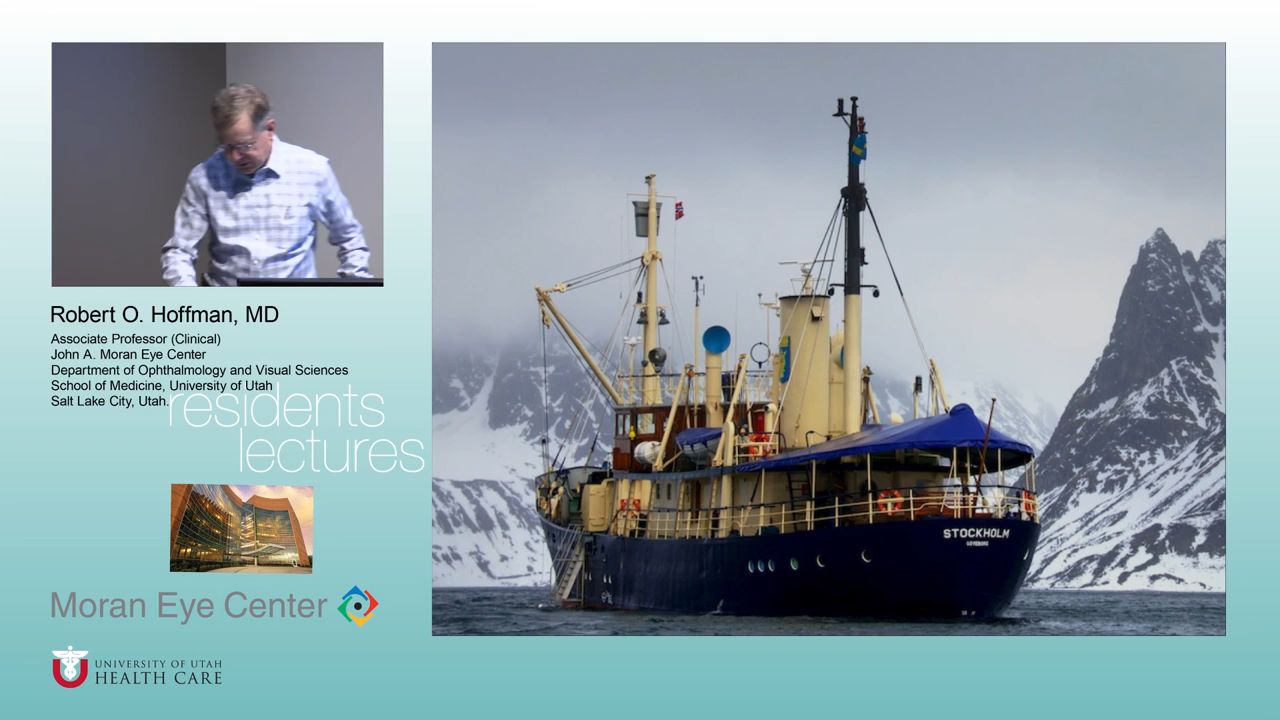 Robert O. Hoffman, MD
Associate Professor (Clinical)
John A. Moran Eye Center
Department of Ophthalmology and Visual Sciences
School of Medicine, University of Utah
Salt Lake City, Utah.
residents
lectures
Moran Eye Center
UNIVERSITY OF UTAH
HEALTH CARE
STOCKHOLM
GÖTEBORG